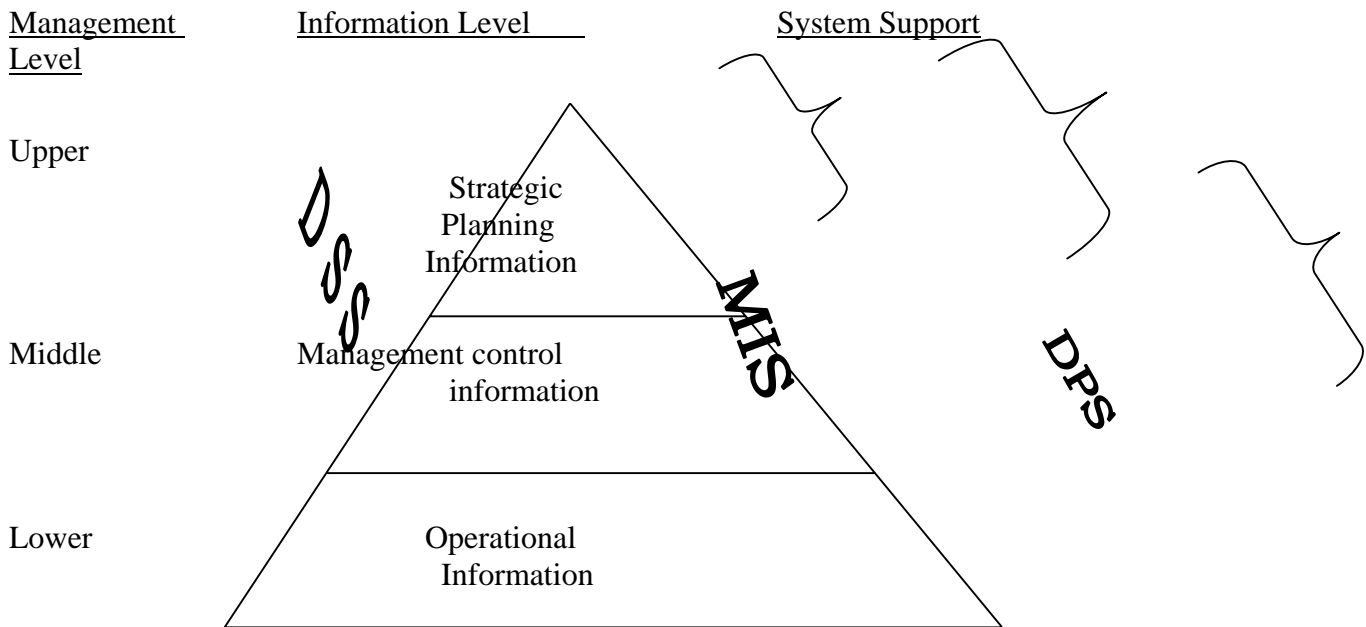 Management Information Level System Support
Level
Upper
Strategic
Planning
Information
DSS
MIS
Middle Management control
information
DPS
Lower Operational
Information